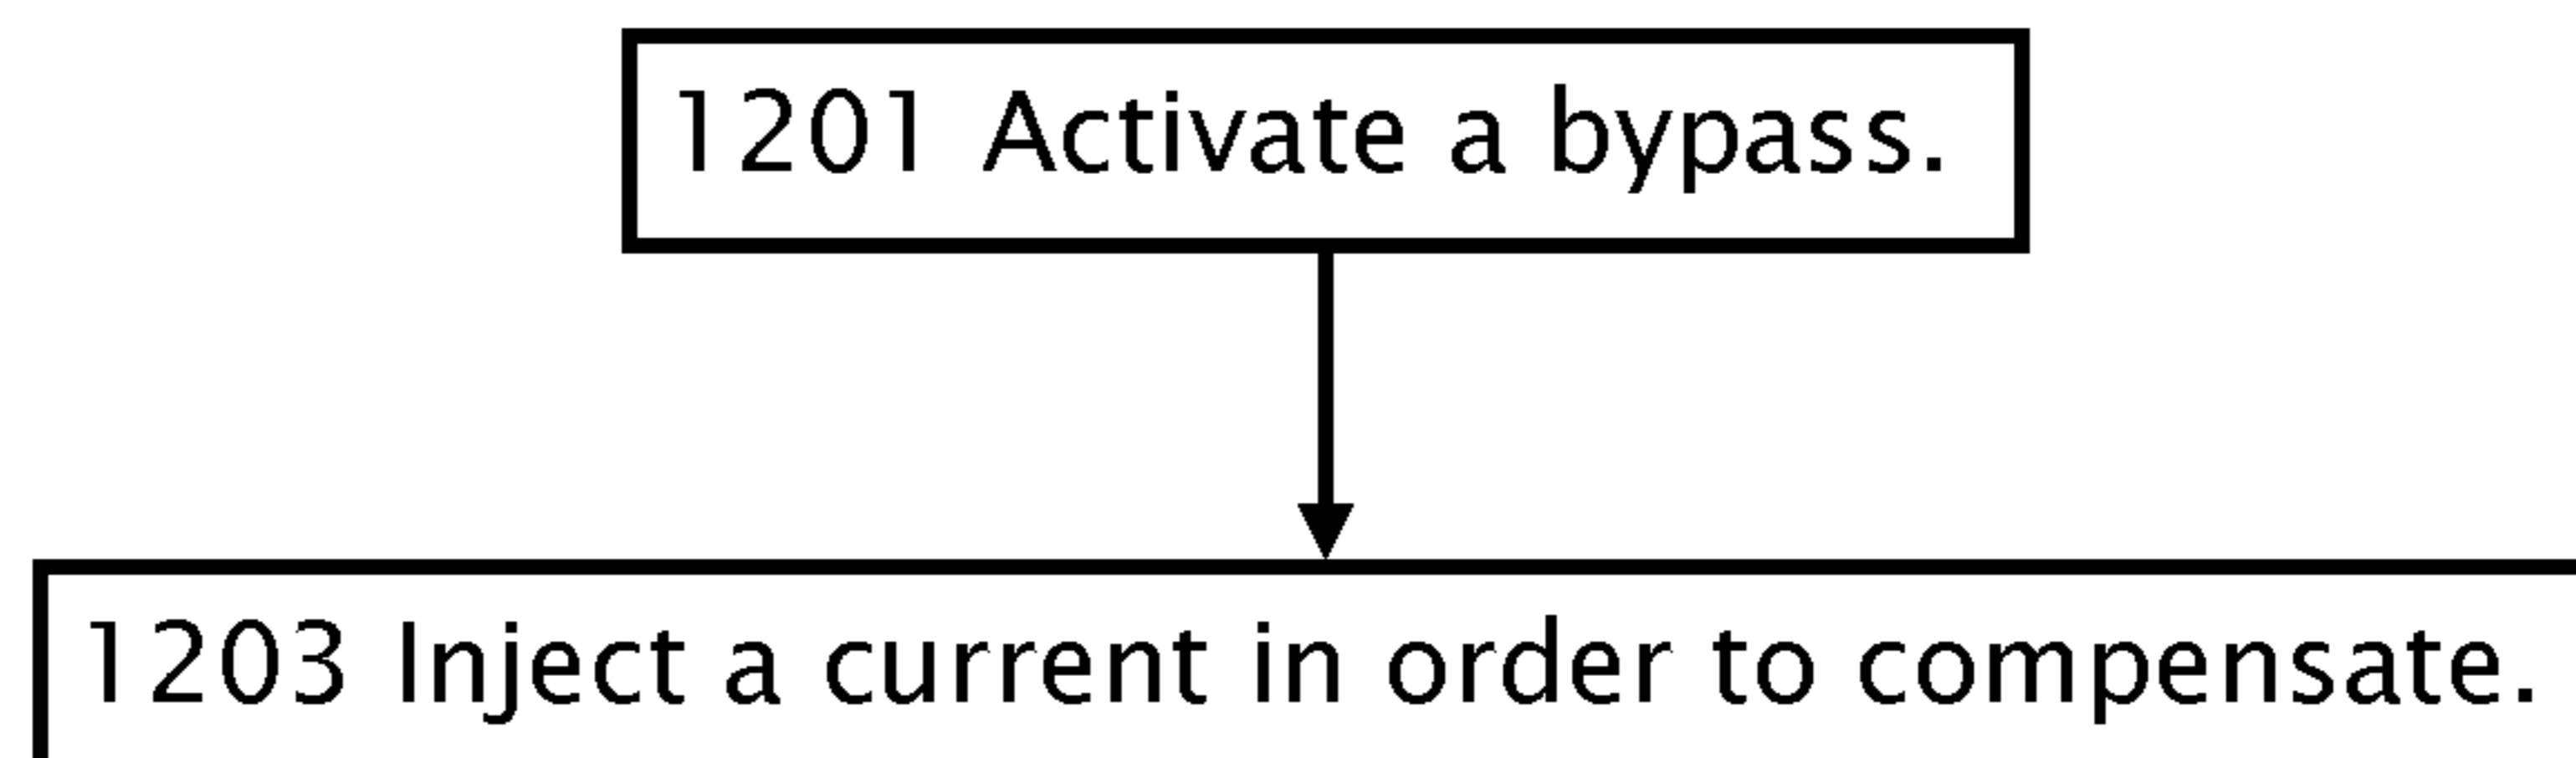 1201 Activate a bypass.
1203 Inject a current in order to compensate.